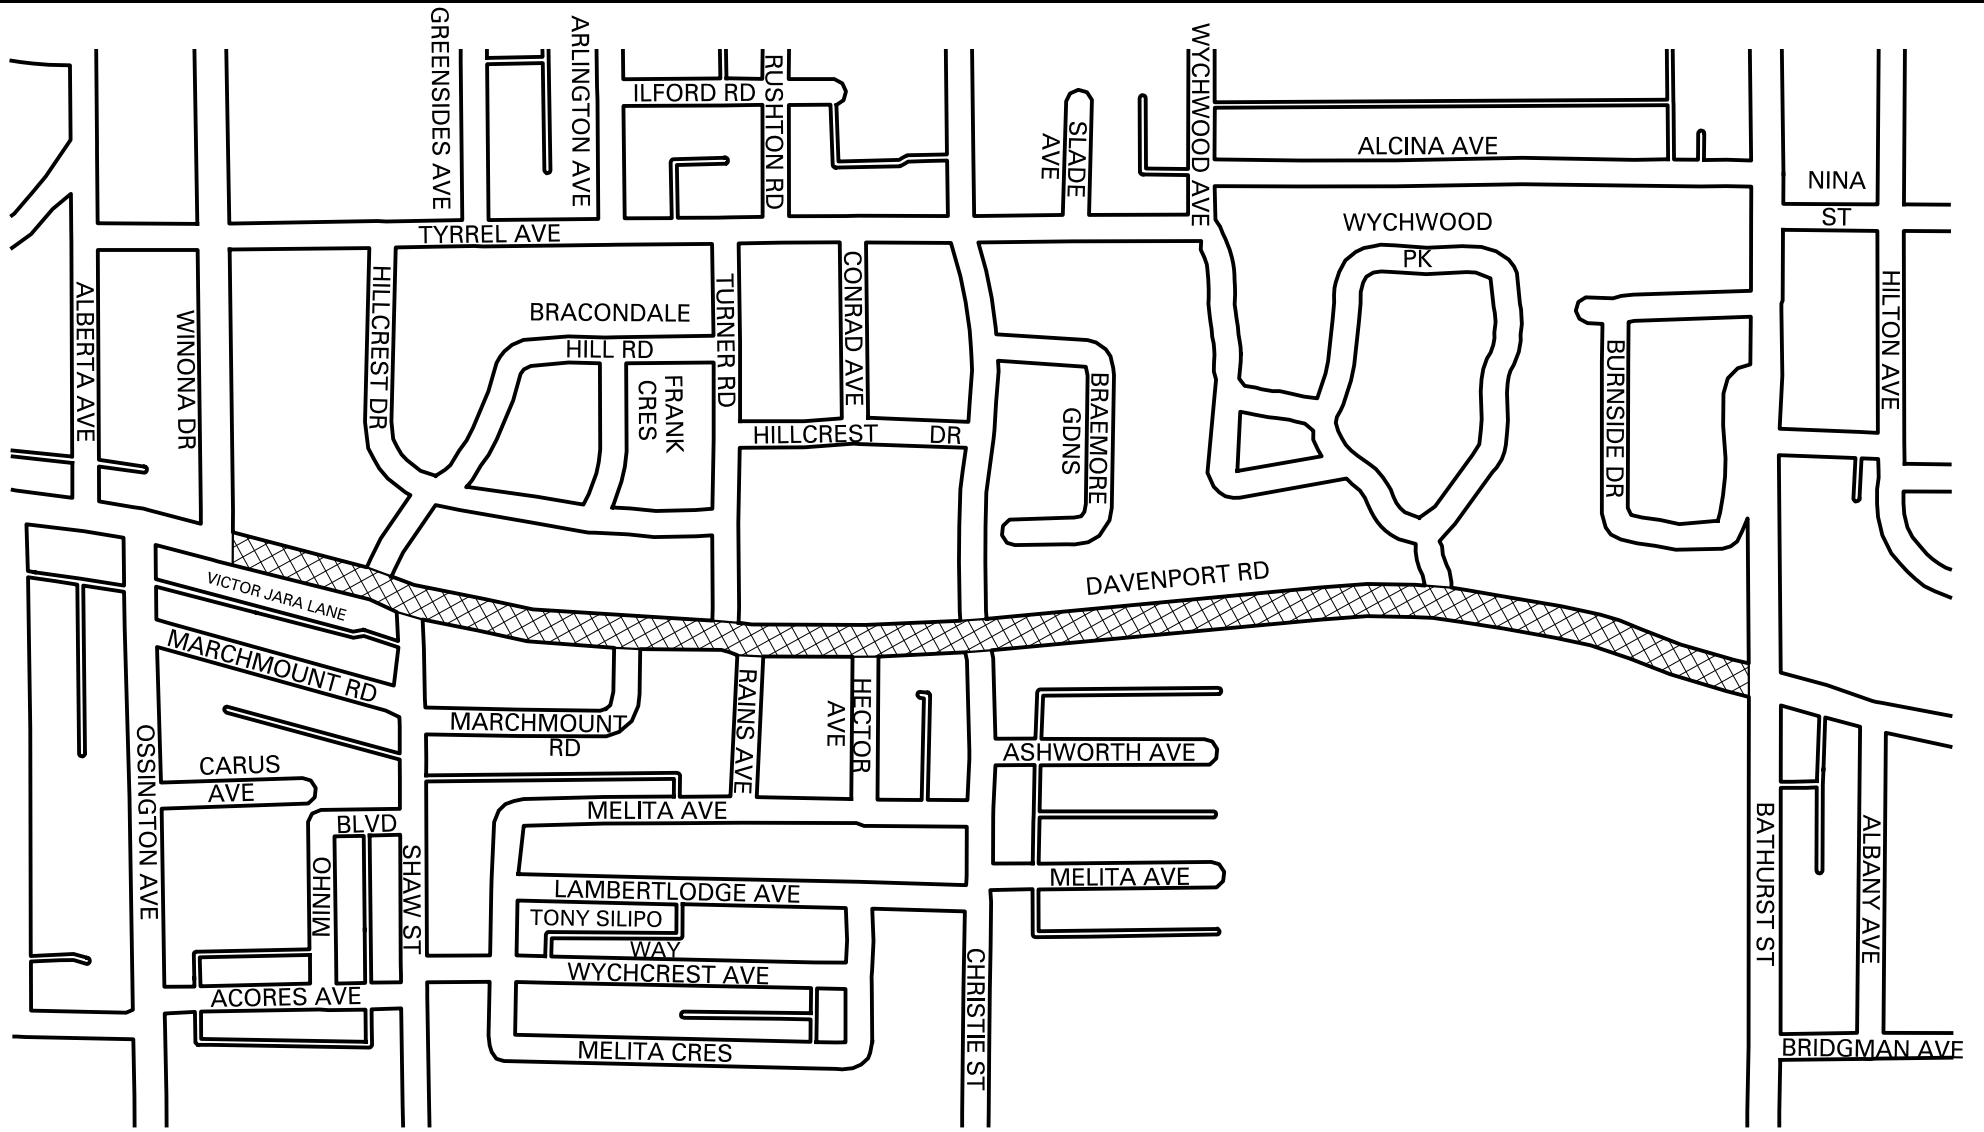 GREENSIDES AVE
ARLINGTON AVE
ILFORD RD
RUSHTON RD
SLADE
AVE
WYCHWOOD AVE
ALCINA AVE
NINA
ST
TYRREL AVE
WYCHWOOD
PK
ALBERTA AVE
WINONA DR
HILLCREST DR
BRACONDALE
HILL RD
FRANK
CRES
TURNER RD
CONRAD AVE
HILLCREST DR
BRAEMORE
GDNS
BURNSIDE DR
HILTON AVE
DAVENPORT RD
VICTOR JARA LANE
MARCHMOUNT RD
MARCHMOUNT
RD
RAINS AVE
HECTOR
AVE
ASHWORTH AVE
OSSINGTON AVE
CARUS
AVE
MELITA AVE
BLVD
MINHO
SHAW ST
LAMBERTLODGE AVE
MELITA AVE
TONY SILIPO
WAY
WYCHCREST AVE
ACORES AVE
MELITA CRES
CHRISTIE ST
BATHURST ST
ALBANY AVE
BRIDGMAN AVE